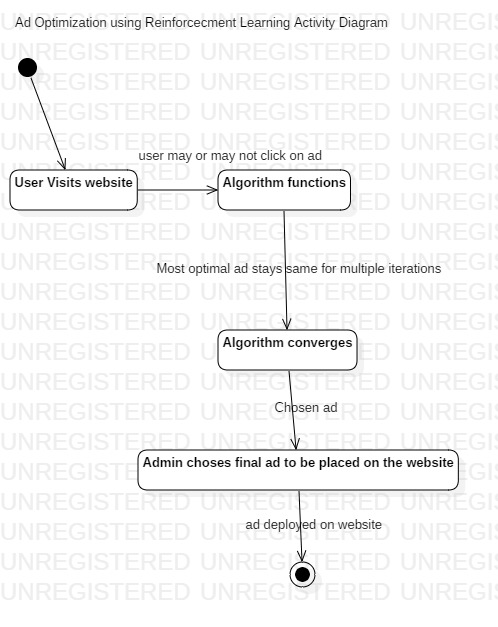 Ad Optimization using Reinforcecment Learning Activity Diagram
user may or may not click on ad
User Visits website
Algorithm functions
Most optimal ad stays same for multiple iterations
Algorithm converges
Chosen ad
Admin choses final ad to be placed on the website
ad deployed on website
UNREGISTERED